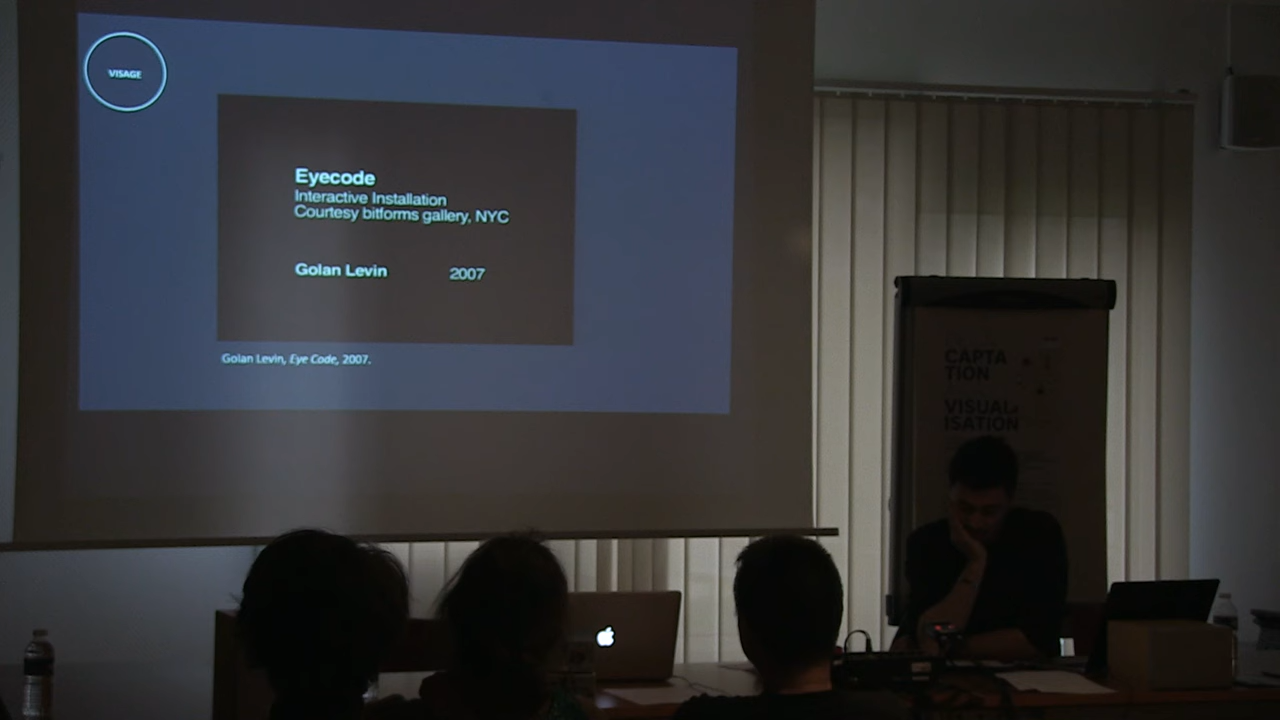 VISAGE
Eyecode
Interactive Installation
Courtesy bitforms gallery, NYC
Golan Levin 2007
Golan Levin, Eye Code, 2007.
CAPTA
TION
VISUAL-
ISATION